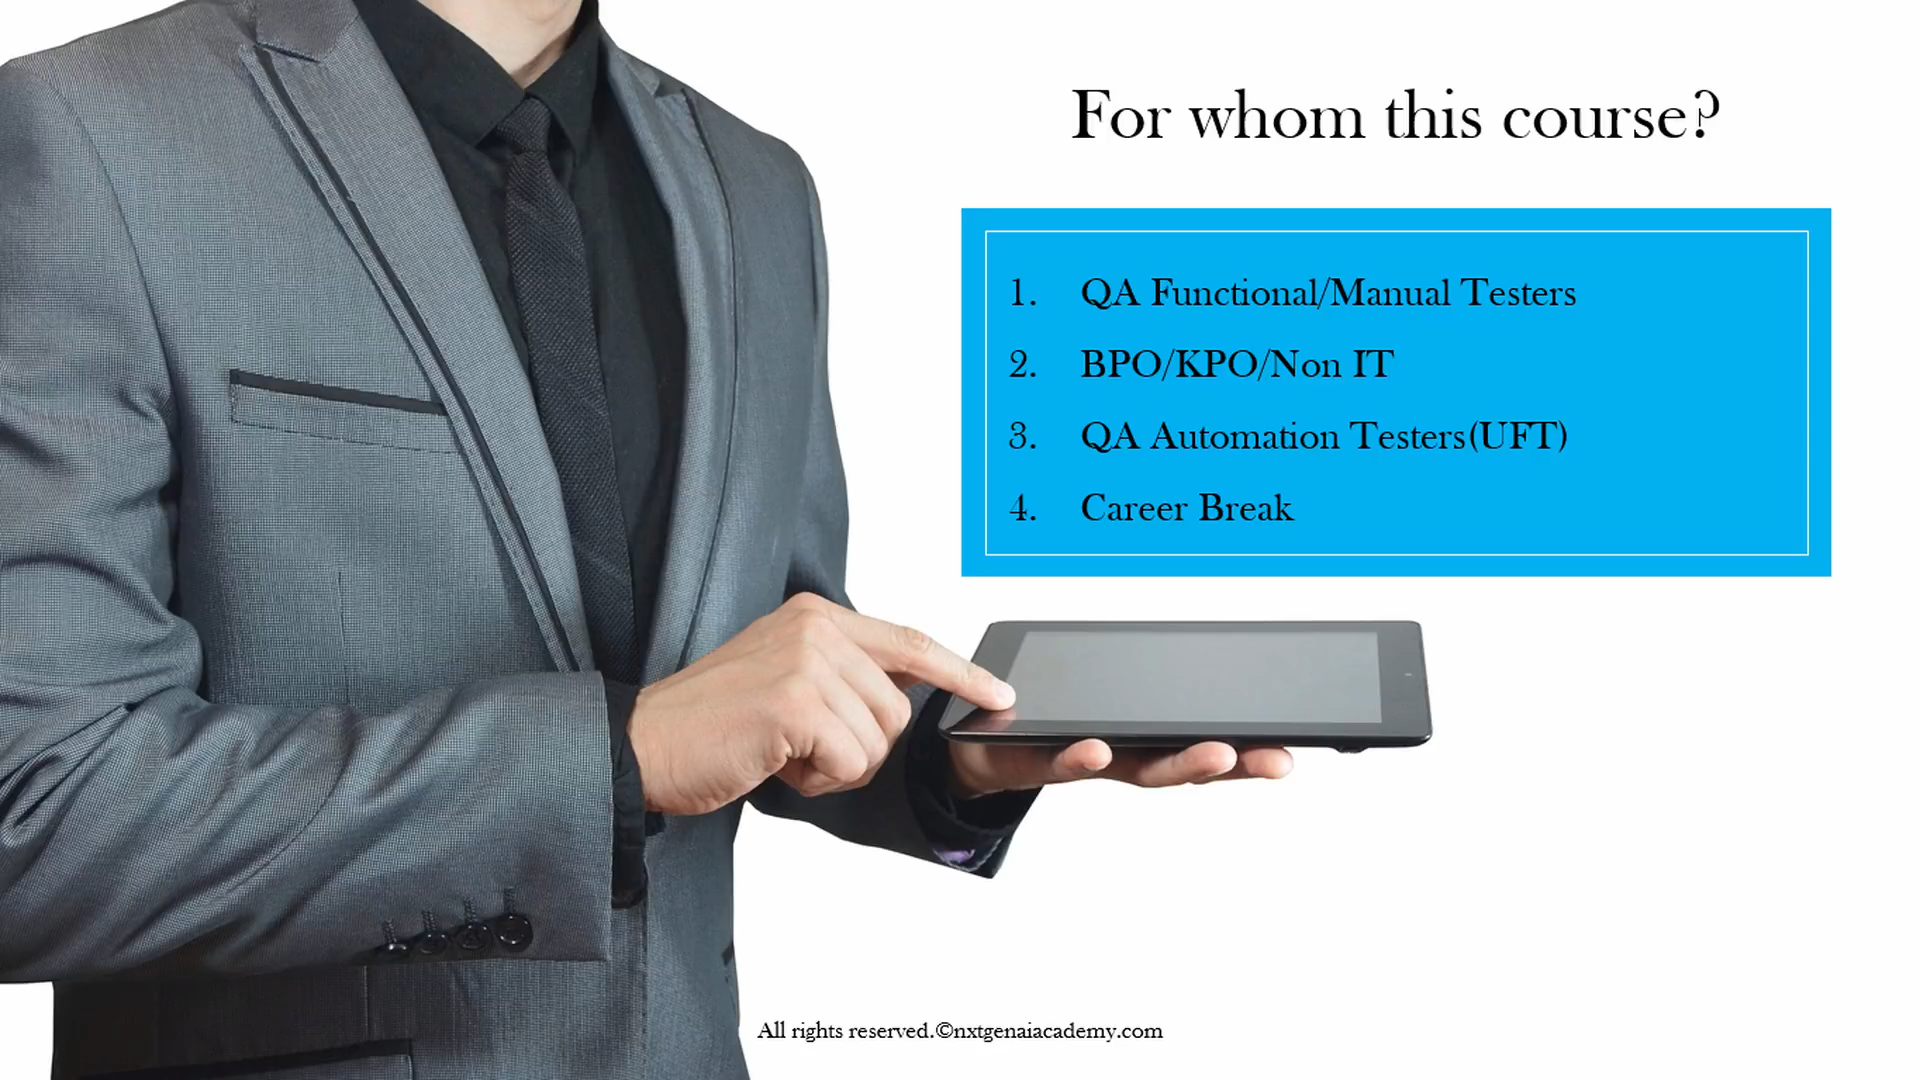 For whom this course?
1. QA Functional/Manual Testers
2. BPO/KPO/Non IT
3. QA Automation Testers(UFT)
4. Career Break
All rights reserved.©nxtgenaiacademy.com